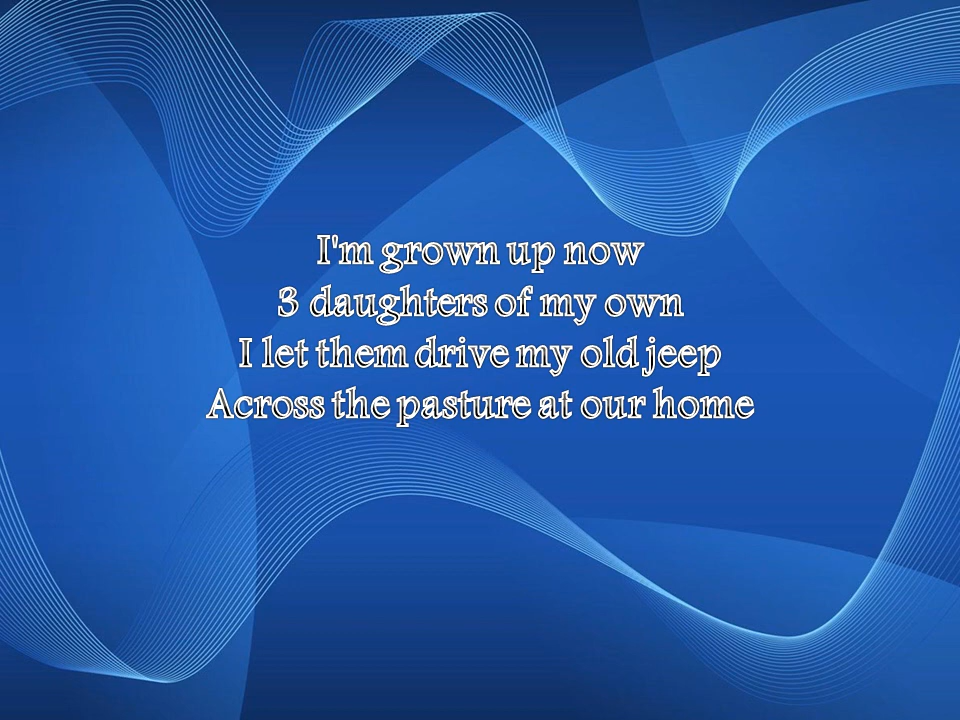 I'm grown up now
3 daughters of my own
I let them drive my old jeep
Across the pasture at our home